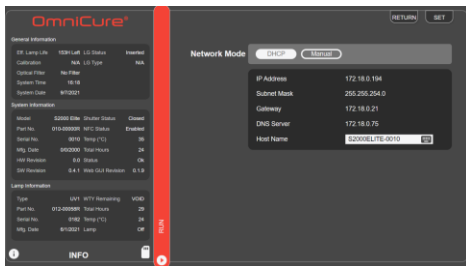 OmniCure®
RETURN SET
General Information
Eff. Lamp Life 153H Left LG Status Inserted
Calibration N/A LG Type N/A
Optical Filter No Filter
System Time 16:16
System Date 9/7/2021
System Information
Model S2000 Elite Shutter Status Closed
Part No. 010-00000R NFC Status Enabled
Serial No. 0010 Temp (°C) 35
Mfg. Date 0/0/2000 Total Hours 24
HW Revision 0.0 Status Ok
SW Revision 0.4.1 Web GUI Revision 0.1.9
Lamp Information
Type UV1 WTY Remaining VOID
Part No. 012-00058R Total Hours 29
Serial No. 0182 Temp (°C) 24
Mfg. Date 8/1/2021 Lamp Off
INFO
RUN
Network Mode DHCP Manual
IP Address 172.18.0.194
Subnet Mask 255.255.254.0
Gateway 172.18.0.21
DNS Server 172.18.0.75
Host Name S2000ELITE-0010